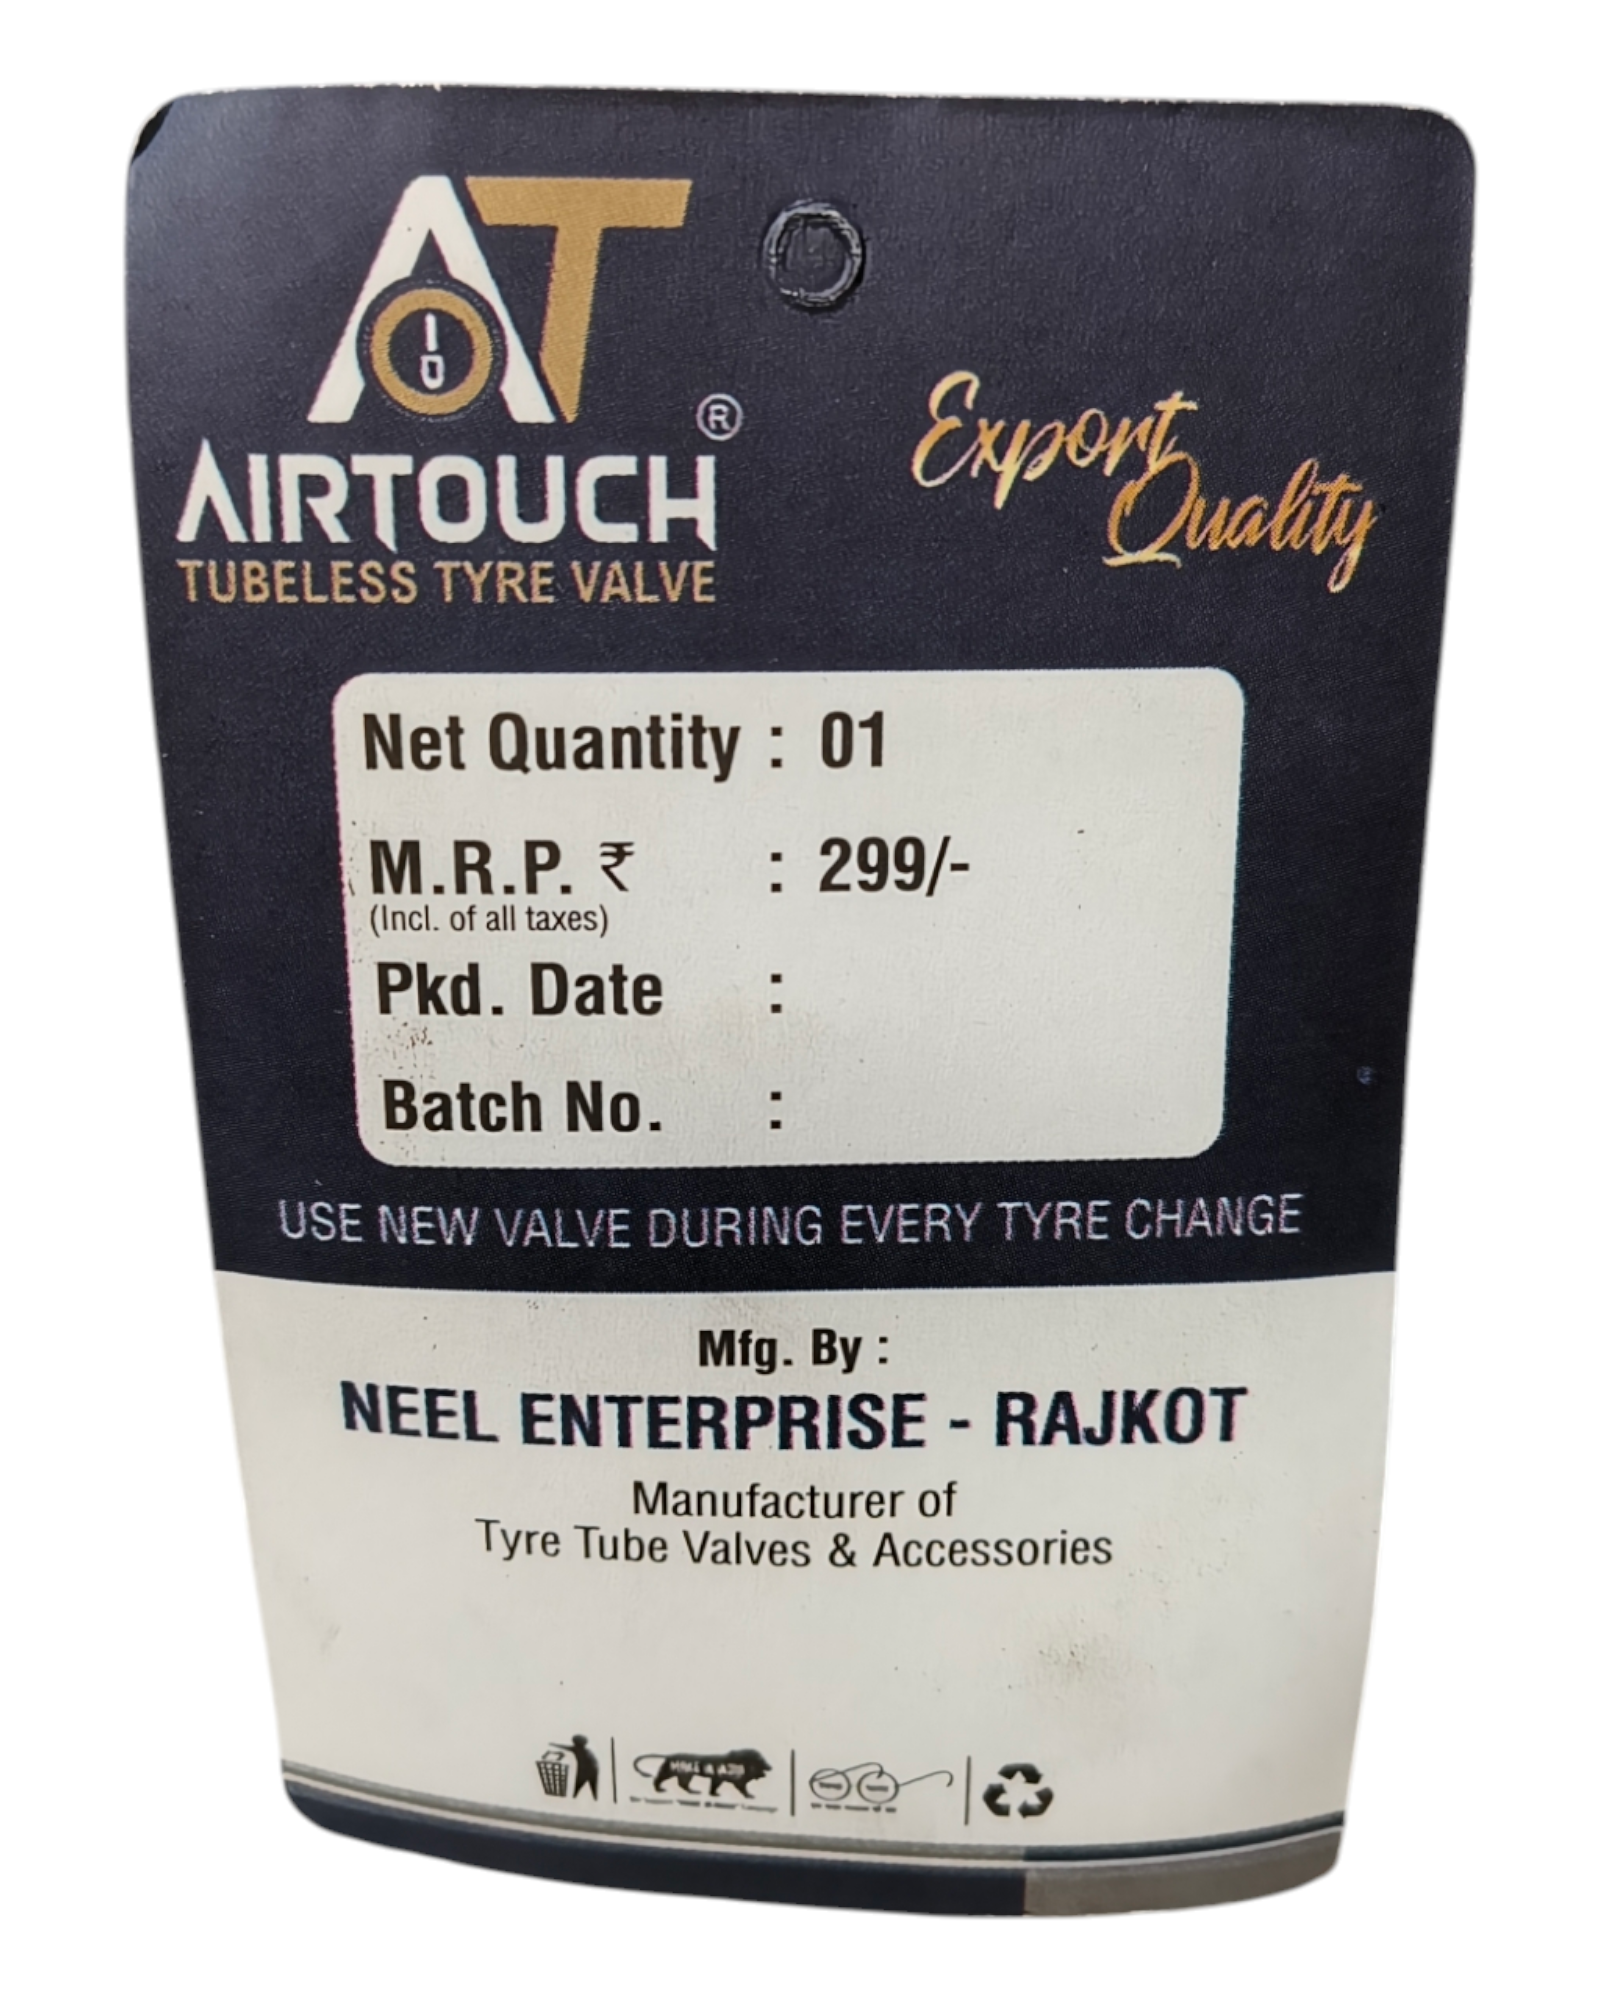 AT
®
AIRTOUCH
TUBELESS TYRE VALVE
Export
Quality
Net Quantity : 01
M.R.P. ₹ : 299/-
(Incl. of all taxes)
Pkd. Date :
Batch No. :
USE NEW VALVE DURING EVERY TYRE CHANGE
Mfg. By :
NEEL ENTERPRISE - RAJKOT
Manufacturer of
Tyre Tube Valves & Accessories